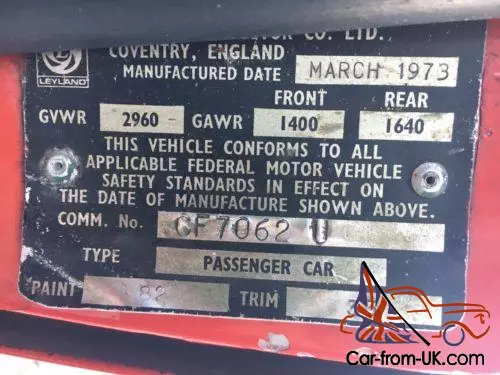 CO. LTD.
LEYLAND
COVENTRY, ENGLAND
MANUFACTURED DATE MARCH 1973
FRONT REAR
GVWR 2960 GAWR 1400 1640
THIS VEHICLE CONFORMS TO ALL
APPLICABLE FEDERAL MOTOR VEHICLE
SAFETY STANDARDS IN EFFECT ON
THE DATE OF MANUFACTURE SHOWN ABOVE.
COMM. No. CF7062 U
TYPE PASSENGER CAR
PAINT 82 TRIM
Car-from-UK.com